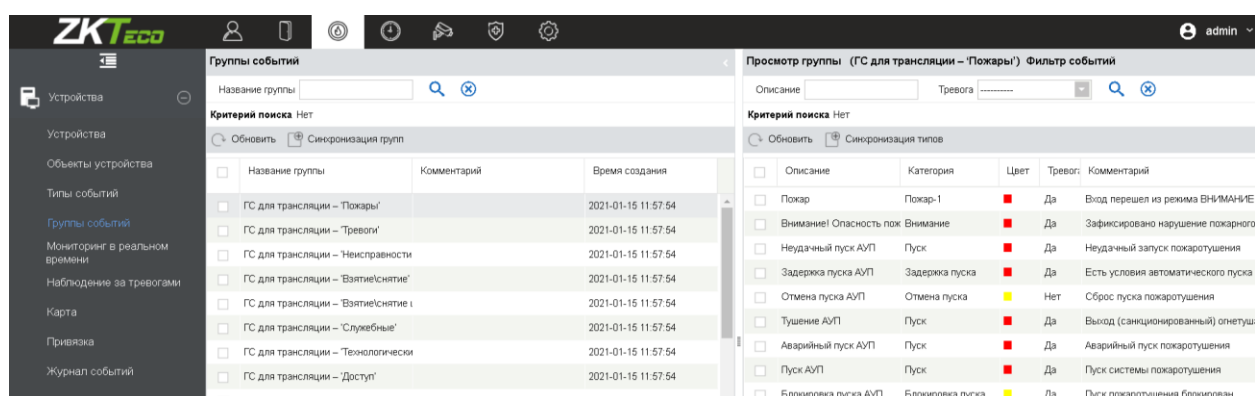 ZKTeco
admin
Устройства
Устройства
Объекты устройства
Типы событий
Группы событий
Мониторинг в реальном
времени
Наблюдение за тревогами
Карта
Привязка
Журнал событий
Группы событий
Название группы
Критерий поиска Нет
Обновить Синхронизация групп
Название группы Комментарий Время создания
ГС для трансляции – 'Пожары' 2021-01-15 11:57:54
ГС для трансляции – 'Тревоги' 2021-01-15 11:57:54
ГС для трансляции – 'Неисправности 2021-01-15 11:57:54
ГС для трансляции – 'Взятие\снятие' 2021-01-15 11:57:54
ГС для трансляции – 'Взятие\снятие ц 2021-01-15 11:57:54
ГС для трансляции – 'Служебные' 2021-01-15 11:57:54
ГС для трансляции – 'Технологически 2021-01-15 11:57:54
ГС для трансляции – 'Доступ' 2021-01-15 11:57:54
Просмотр группы (ГС для трансляции – 'Пожары') Фильтр событий
Описание Тревога ----------
Критерий поиска Нет
Обновить Синхронизация типов
Описание Категория Цвет Тревога Комментарий
Пожар Пожар-1 Да Вход перешел из режима ВНИМАНИЕ
Внимание! Опасность пож Внимание Да Зафиксировано нарушение пожарного
Неудачный пуск АУП Пуск Да Неудачный запуск пожаротушения
Задержка пуска АУП Задержка пуска Да Есть условия автоматического пуска
Отмена пуска АУП Отмена пуска Нет Сброс пуска пожаротушения
Тушение АУП Пуск Да Выход (санкционированный) огнетуш
Аварийный пуск АУП Пуск Да Аварийный пуск пожаротушения
Пуск АУП Пуск Да Пуск системы пожаротушения
Блокировка пуска АУП Блокировка пуска Да Пуск пожаротушения блокирован